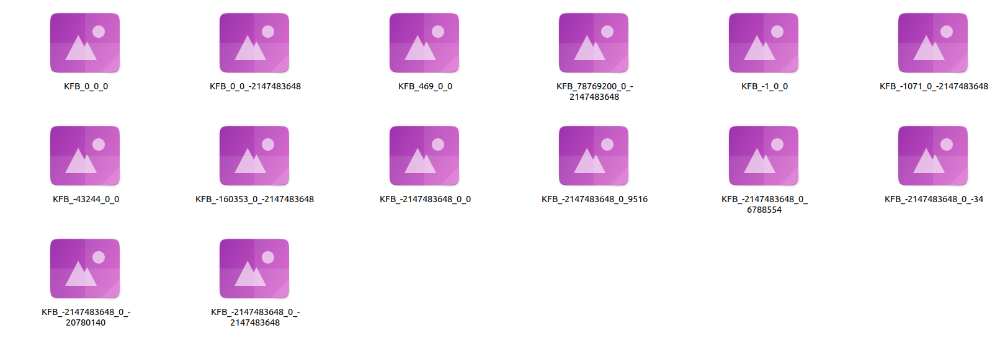 KFB_0_0_0
KFB_0_0_-2147483648
KFB_469_0_0
KFB_78769200_0_-
2147483648
KFB_-1_0_0
KFB_-1071_0_-2147483648
KFB_-43244_0_0
KFB_-160353_0_-2147483648
KFB_-2147483648_0_0
KFB_-2147483648_0_9516
KFB_-2147483648_0_
6788554
KFB_-2147483648_0_-34
KFB_-2147483648_0_-
20780140
KFB_-2147483648_0_-
2147483648